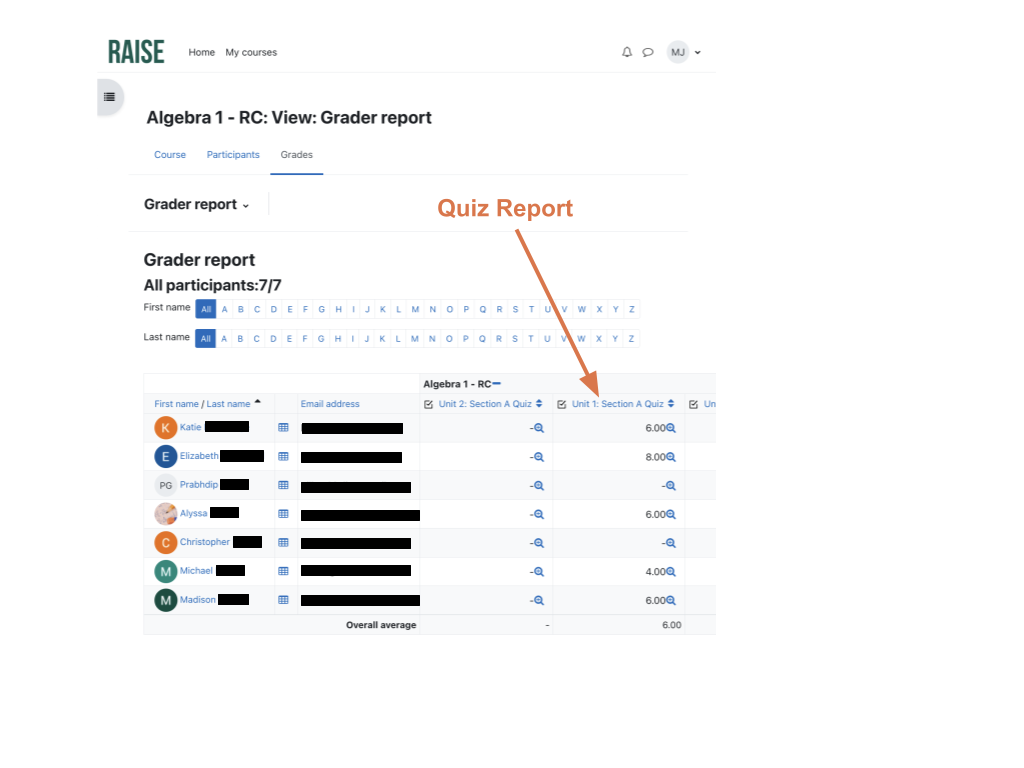 RAISE Home My courses MJ
Algebra 1 - RC: View: Grader report
Course Participants Grades
Grader report
Quiz Report
Grader report
All participants:7/7
First name All A B C D E F G H I J K L M N O P Q R S T U V W X Y Z
Last name All A B C D E F G H I J K L M N O P Q R S T U V W X Y Z
Algebra 1 - RC
First name / Last name Email address Unit 2: Section A Quiz Unit 1: Section A Quiz Un
K Katie - 6.00
E Elizabeth - 8.00
PG Prabhdip - -
Alyssa - 6.00
C Christopher - -
M Michael - 4.00
M Madison - 6.00
Overall average - 6.00